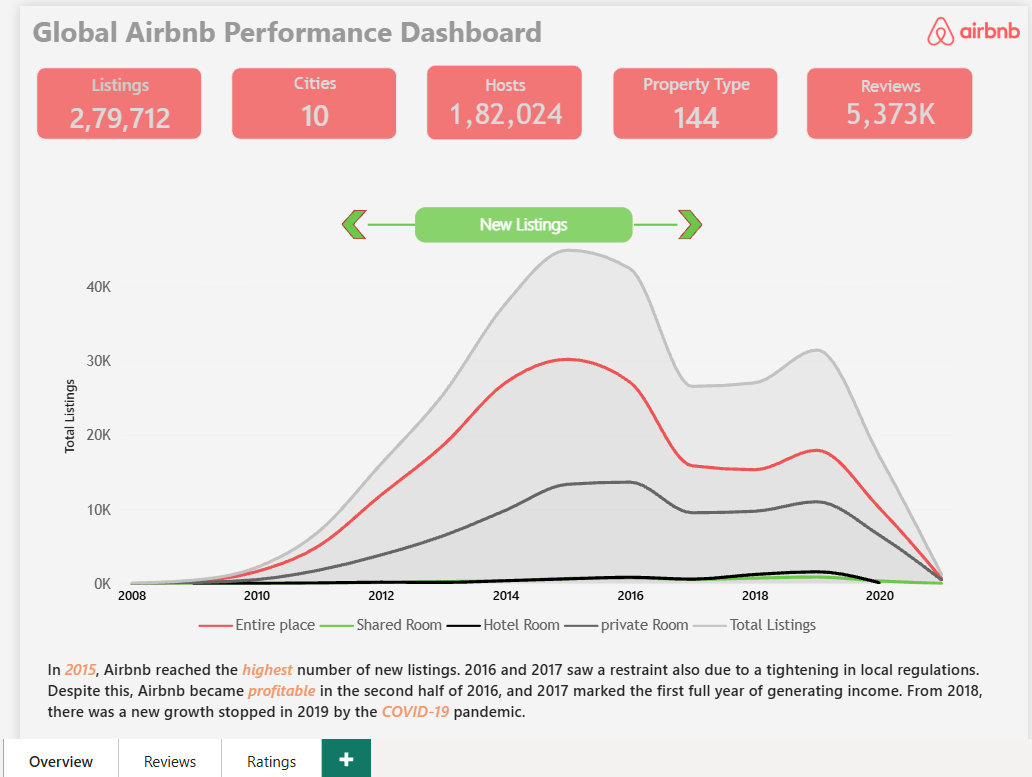 Global Airbnb Performance Dashboard
airbnb
Listings
2,79,712
Cities
10
Hosts
1,82,024
Property Type
144
Reviews
5,373K
New Listings
Total Listings
40K
30K
20K
10K
0K
2008 2010 2012 2014 2016 2018 2020
Entire place Shared Room Hotel Room private Room Total Listings
In 2015, Airbnb reached the highest number of new listings. 2016 and 2017 saw a restraint also due to a tightening in local regulations.
Despite this, Airbnb became profitable in the second half of 2016, and 2017 marked the first full year of generating income. From 2018,
there was a new growth stopped in 2019 by the COVID-19 pandemic.
Overview Reviews Ratings +